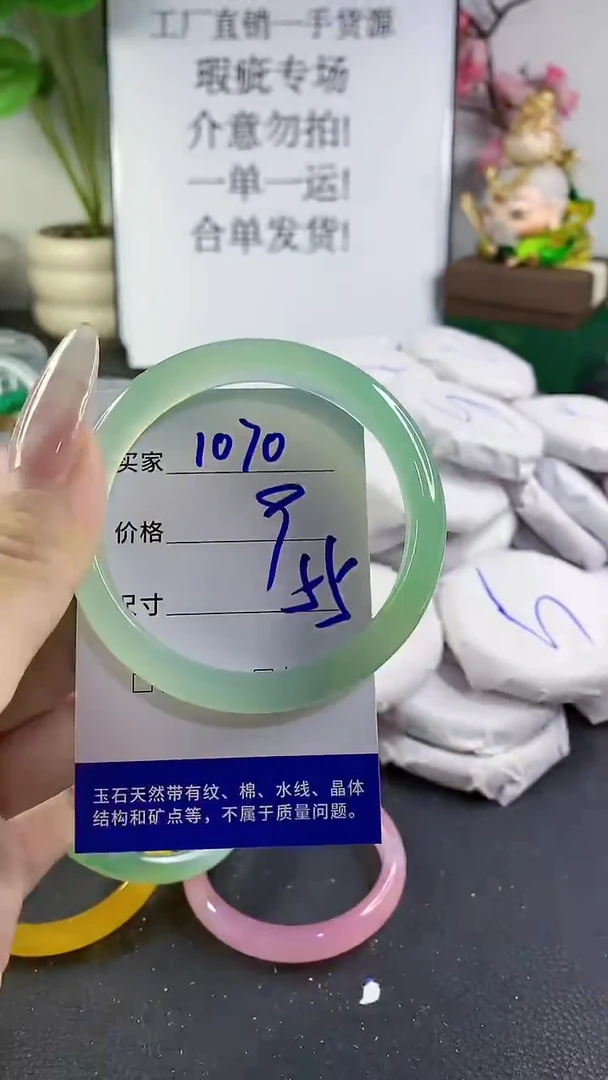 工厂直销一手货源
瑕疵专场
介意勿拍!
一单一运!
合单发货!
买家 1070
价格 9
尺寸 55
玉石天然带有纹、棉、水线、晶体
结构和矿点等，不属于质量问题。
5